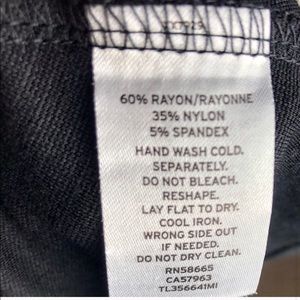 60% RAYON/RAYONNE
35% NYLON
5% SPANDEX
HAND WASH COLD.
SEPARATELY.
DO NOT BLEACH.
RESHAPE.
LAY FLAT TO DRY.
COOL IRON.
WRONG SIDE OUT
IF NEEDED.
DO NOT DRY CLEAN.
RN58665
CA57963
TL356641MI